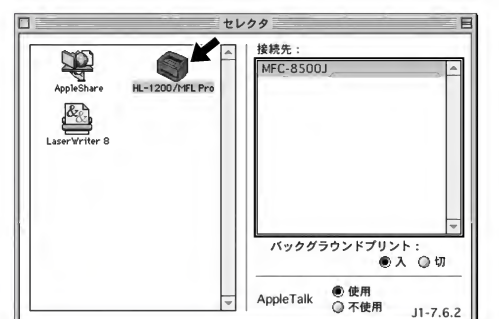 セレクタ
AppleShare
HL-1200/MFL Pro
LaserWriter 8
接続先：
MFC-8500J
バックグラウンドプリント：
入 切
AppleTalk
使用
不使用
J1-7.6.2